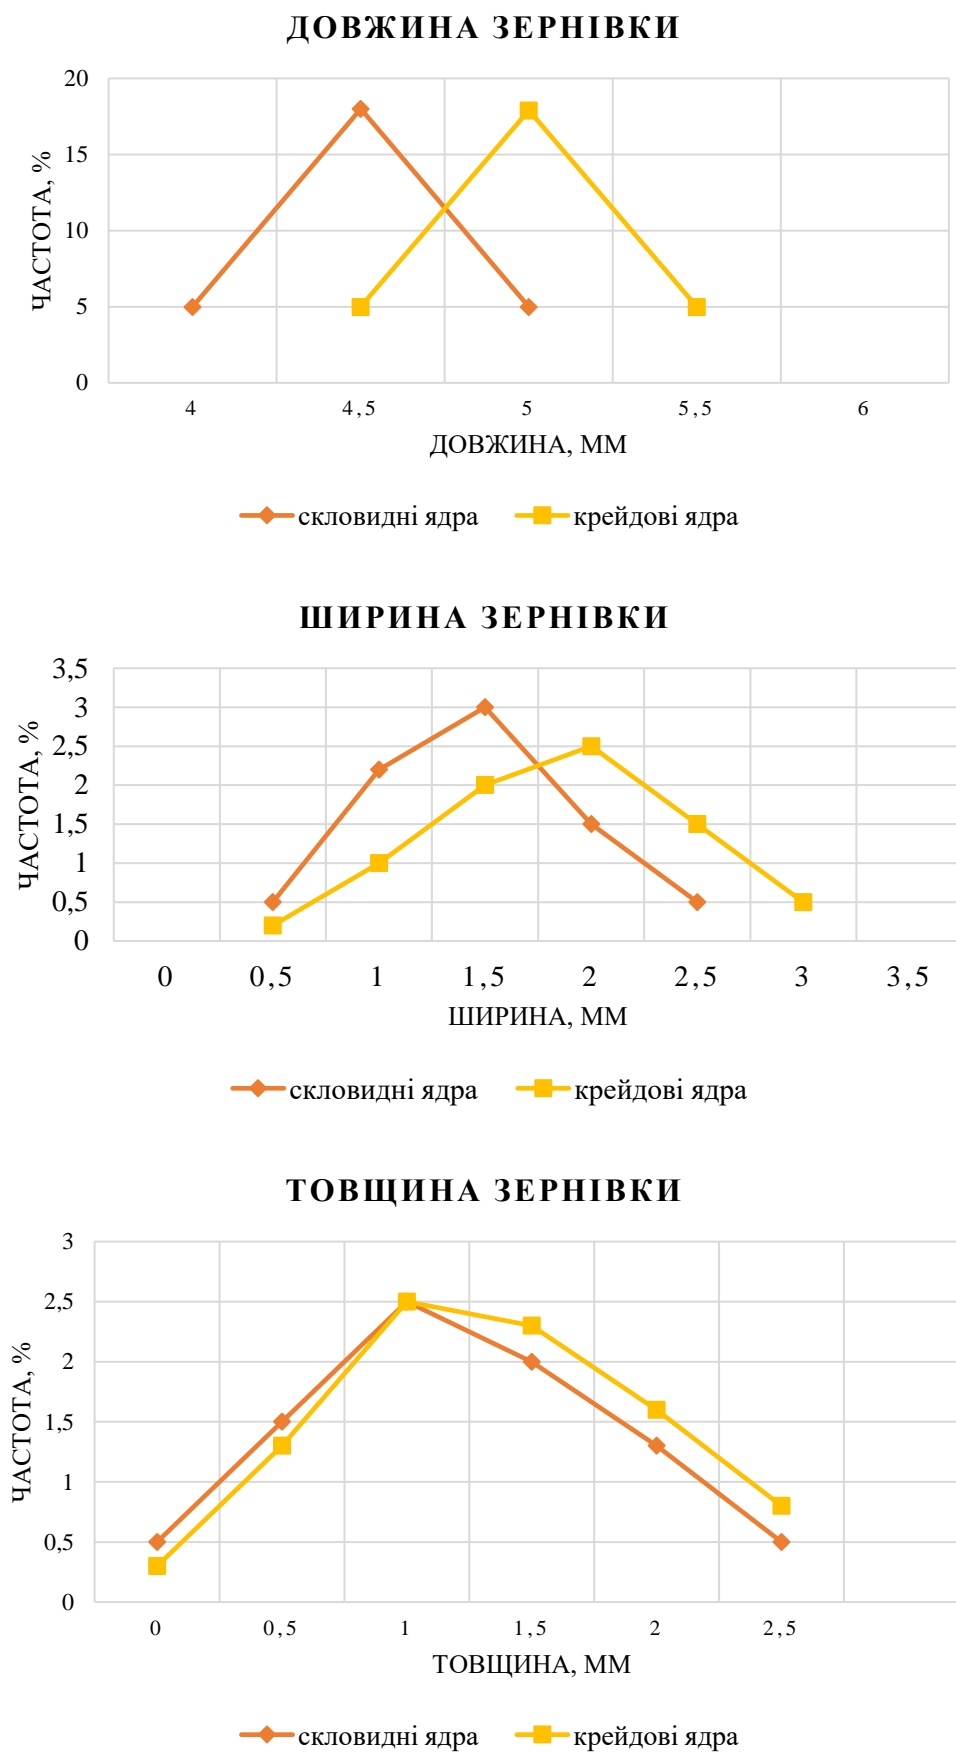 ДОВЖИНА ЗЕРНІВКИ
20
15
10
5
0
ЧАСТОТА, %
4 4,5 5 5,5 6
ДОВЖИНА, ММ
скловидні ядра крейдові ядра
ШИРИНА ЗЕРНІВКИ
3,5
3
2,5
2
1,5
1
0,5
0
ЧАСТОТА, %
0 0,5 1 1,5 2 2,5 3 3,5
ШИРИНА, ММ
скловидні ядра крейдові ядра
ТОВЩИНА ЗЕРНІВКИ
3
2,5
2
1,5
1
0,5
0
ЧАСТОТА, %
0 0,5 1 1,5 2 2,5
ТОВЩИНА, ММ
скловидні ядра крейдові ядра